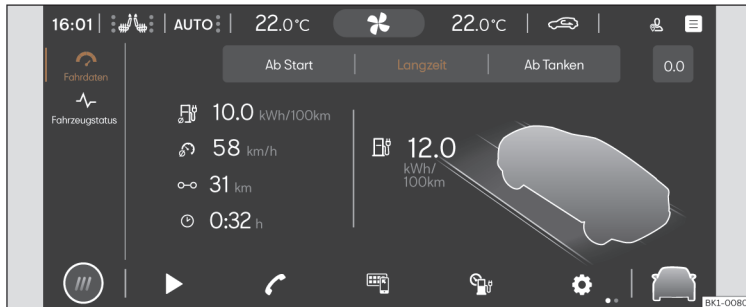 16:01 AUTO 22.0°C 22.0°C
Fahrdaten
Fahrzeugstatus
Ab Start Langzeit Ab Tanken 0.0
10.0 kWh/100km
58 km/h
31 km
0:32 h
12.0
kWh/
100km
BK1-0080